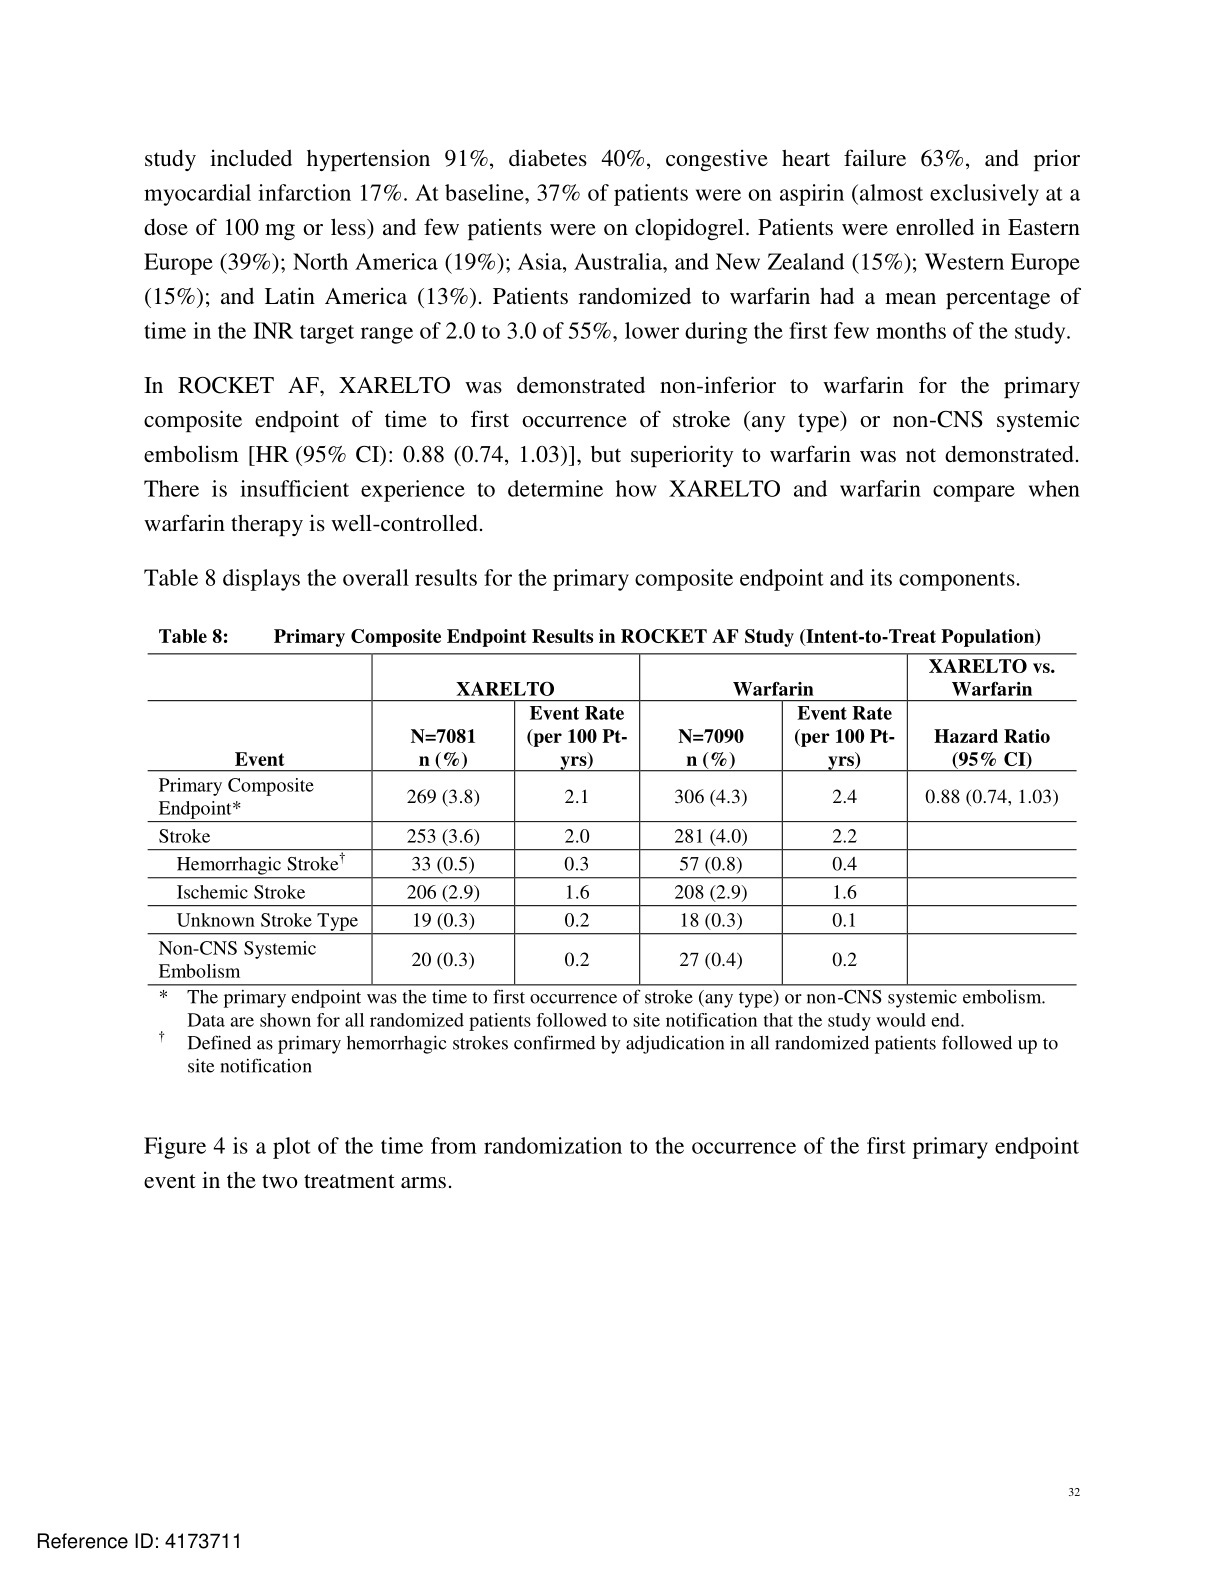 study included hypertension 91%, diabetes 40%, congestive heart failure 63%, and prior
myocardial infarction 17%. At baseline, 37% of patients were on aspirin (almost exclusively at a
dose of 100 mg or less) and few patients were on clopidogrel. Patients were enrolled in Eastern
Europe (39%); North America (19%); Asia, Australia, and New Zealand (15%); Western Europe
(15%); and Latin America (13%). Patients randomized to warfarin had a mean percentage of
time in the INR target range of 2.0 to 3.0 of 55%, lower during the first few months of the study.
In ROCKET AF, XARELTO was demonstrated non-inferior to warfarin for the primary
composite endpoint of time to first occurrence of stroke (any type) or non-CNS systemic
embolism [HR (95% CI): 0.88 (0.74, 1.03)], but superiority to warfarin was not demonstrated.
There is insufficient experience to determine how XARELTO and warfarin compare when
warfarin therapy is well-controlled.
Table 8 displays the overall results for the primary composite endpoint and its components.
Table 8: Primary Composite Endpoint Results in ROCKET AF Study (Intent-to-Treat Population)
XARELTO Warfarin XARELTO vs.
Warfarin
Event N=7081
n (%) Event Rate
(per 100 Pt-
yrs) N=7090
n (%) Event Rate
(per 100 Pt-
yrs) Hazard Ratio
(95% CI)
Primary Composite
Endpoint* 269 (3.8) 2.1 306 (4.3) 2.4 0.88 (0.74, 1.03)
Stroke 253 (3.6) 2.0 281 (4.0) 2.2
Hemorrhagic Stroke† 33 (0.5) 0.3 57 (0.8) 0.4
Ischemic Stroke 206 (2.9) 1.6 208 (2.9) 1.6
Unknown Stroke Type 19 (0.3) 0.2 18 (0.3) 0.1
Non-CNS Systemic
Embolism 20 (0.3) 0.2 27 (0.4) 0.2
* The primary endpoint was the time to first occurrence of stroke (any type) or non-CNS systemic embolism.
Data are shown for all randomized patients followed to site notification that the study would end.
† Defined as primary hemorrhagic strokes confirmed by adjudication in all randomized patients followed up to
site notification
Figure 4 is a plot of the time from randomization to the occurrence of the first primary endpoint
event in the two treatment arms.
32
Reference ID: 4173711